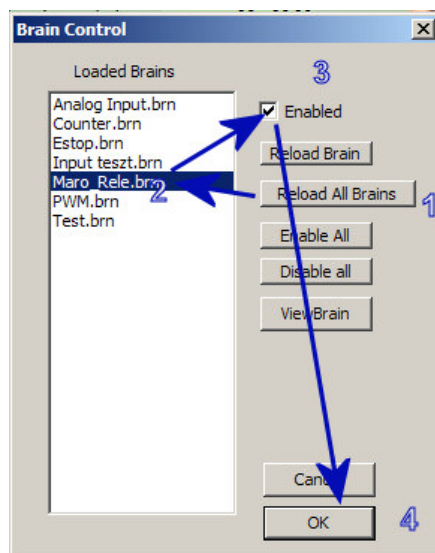 Brain Control
Loaded Brains
3
Analog Input.brn
Counter.brn
Estop.brn
Input teszt.brn
Maro_Rele.brn
PWM.brn
Test.brn
2
Enabled
Reload Brain
Reload All Brains
1
Enable All
Disable all
ViewBrain
Cancel
OK
4